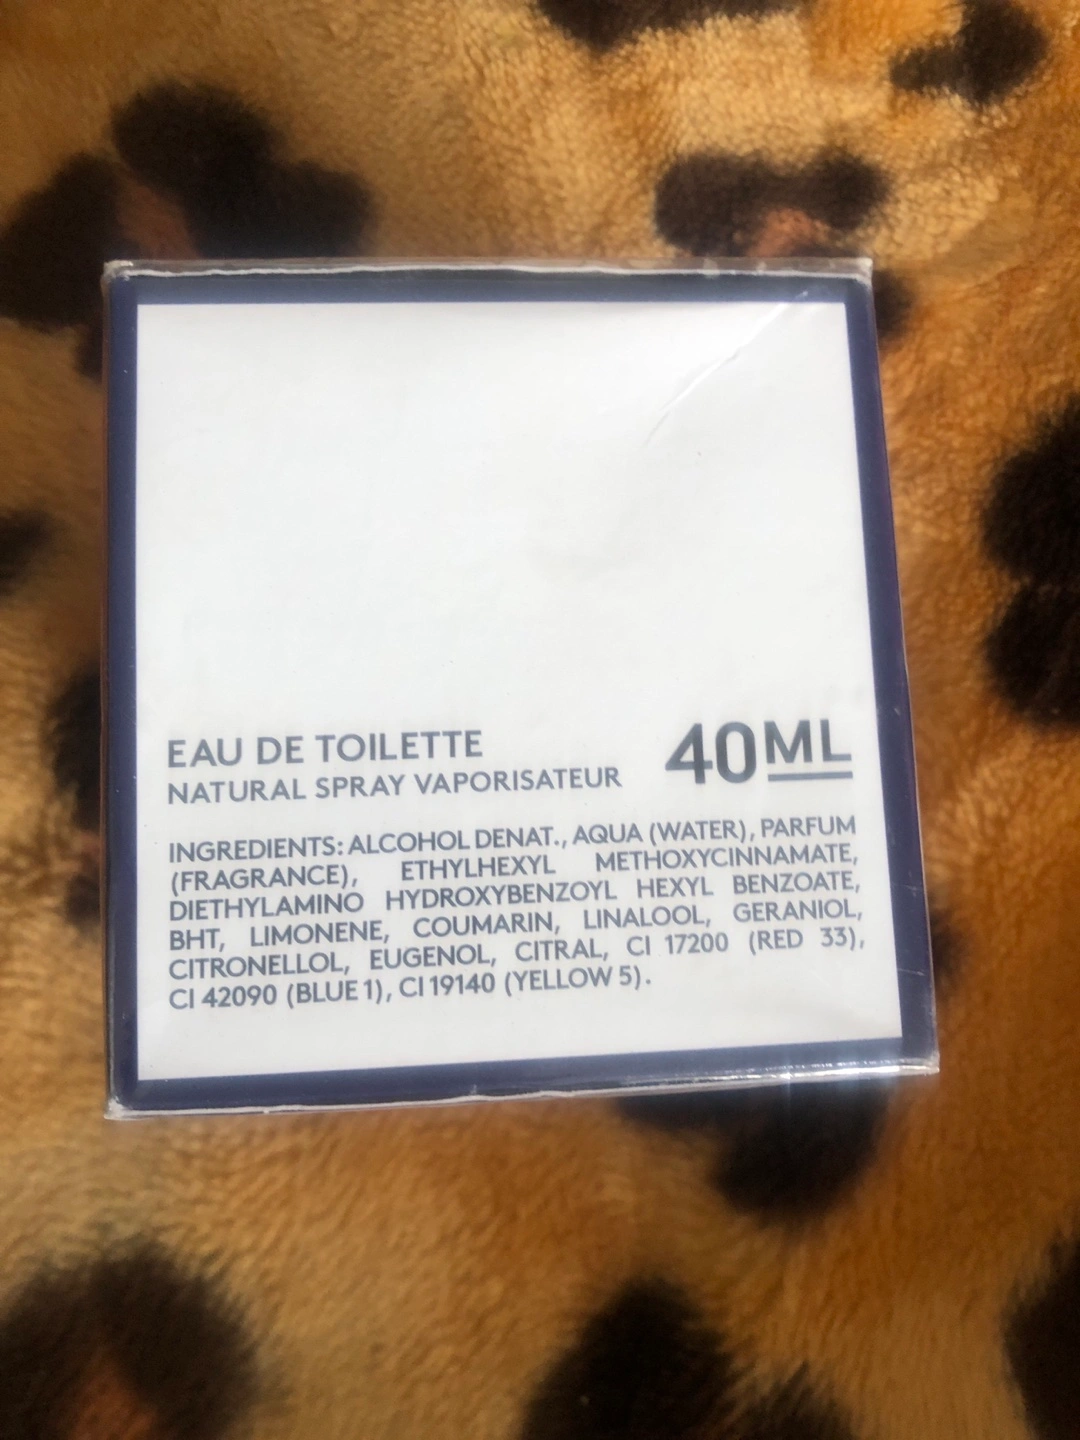 EAU DE TOILETTE
NATURAL SPRAY VAPORISATEUR
40ML
INGREDIENTS: ALCOHOL DENAT., AQUA (WATER), PARFUM
(FRAGRANCE), ETHYLHEXYL METHOXYCINNAMATE,
DIETHYLAMINO HYDROXYBENZOYL HEXYL BENZOATE,
BHT, LIMONENE, COUMARIN, LINALOOL, GERANIOL,
CITRONELLOL, EUGENOL, CITRAL, CI 17200 (RED 33),
CI 42090 (BLUE 1), CI 19140 (YELLOW 5).